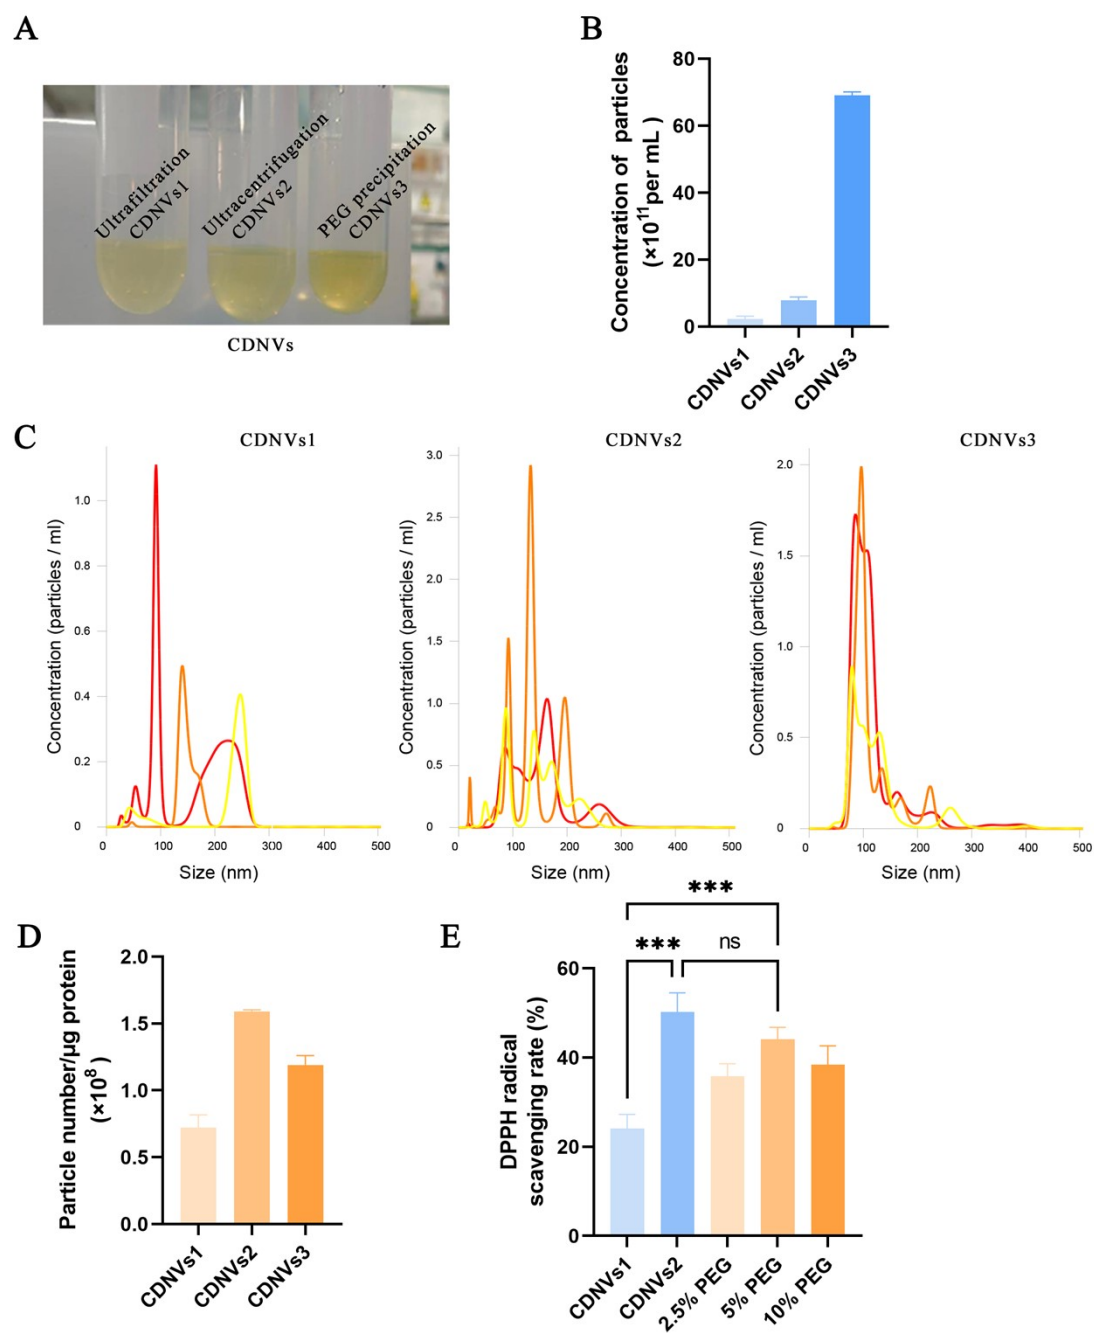 A
Ultrafiltration
CDNVs1
Ultracentrifugation
CDNVs2
PEG precipitation
CDNVs3
CDNVs
B
Concentration of particles
(×10¹¹per mL)
80
60
40
20
0
CDNVs1
CDNVs2
CDNVs3
C
CDNVs1
Concentration (particles / ml)
1.0
0.8
0.6
0.4
0.2
0
0 100 200 300 400 500
Size (nm)
CDNVs2
Concentration (particles / ml)
3.0
2.5
2.0
1.5
1.0
0.5
0
0 100 200 300 400 500
Size (nm)
CDNVs3
Concentration (particles / ml)
2.0
1.5
1.0
0.5
0
0 100 200 300 400 500
Size (nm)
D
Particle number/μg protein
(×10⁸)
2.0
1.5
1.0
0.5
0.0
CDNVs1
CDNVs2
CDNVs3
E
***
*** ns
DPPH radical
scavenging rate (%)
60
40
20
0
CDNVs1
CDNVs2
2.5% PEG
5% PEG
10% PEG